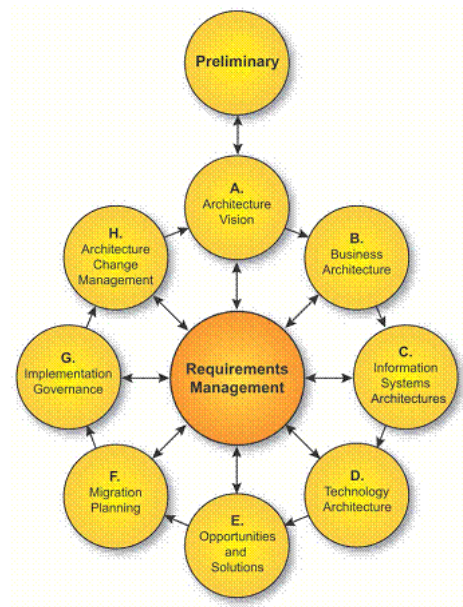 Preliminary
A.
Architecture
Vision
B.
Business
Architecture
C.
Information
Systems
Architectures
D.
Technology
Architecture
E.
Opportunities
and
Solutions
F.
Migration
Planning
G.
Implementation
Governance
H.
Architecture
Change
Management
Requirements
Management